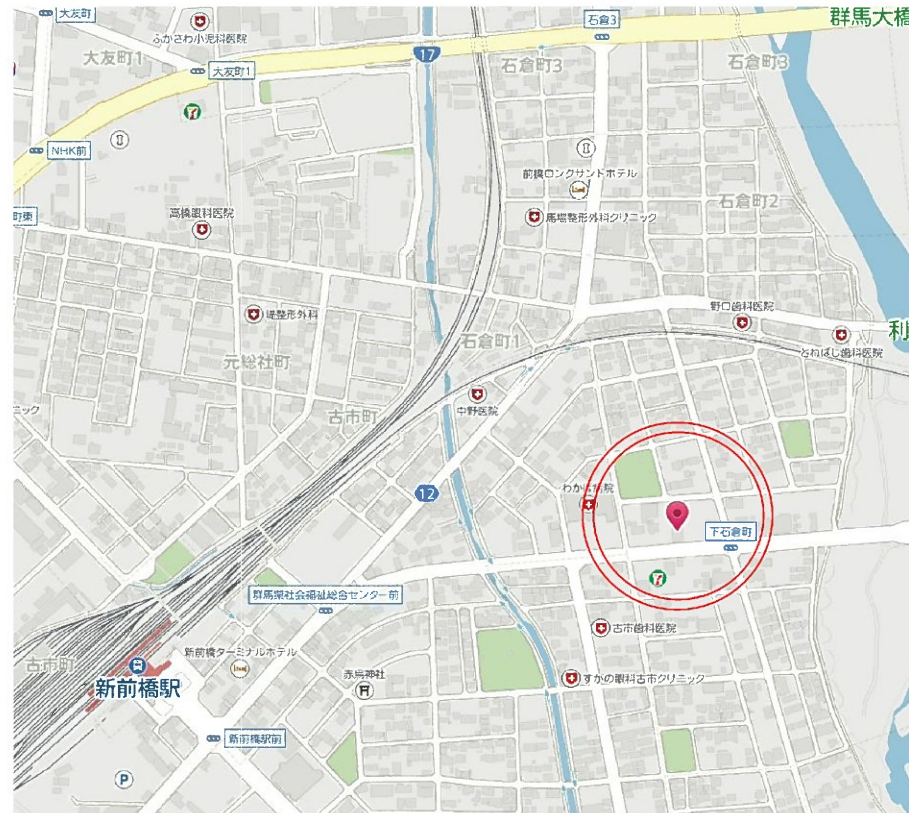 大友町
ふかさわ小児科医院
大友町1
大友町1
17
石倉3
石倉町3
群馬大橋
石倉町3
NHK前
町東
高橋眼科医院
前橋ロングサンドホテル
馬場整形外科クリニック
石倉町2
堤整形外科
野口歯科医院
利
とねばし歯科医院
石倉町1
元総社町
ニック
古市町
中野医院
12
下石倉町
群馬県社会福祉総合センター前
古市歯科医院
新前橋ターミナルホテル
古市町
新前橋駅
赤烏神社
すかの眼科古市クリニック
新前橋駅前
P